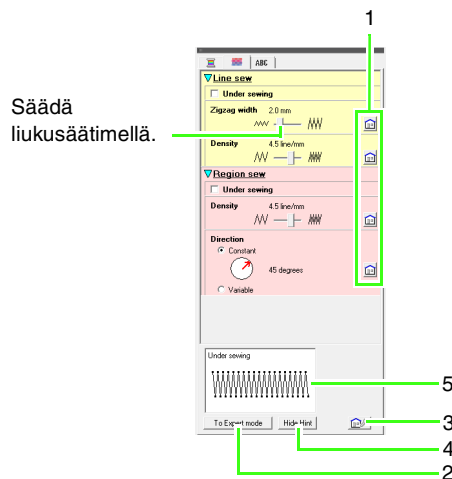 1
ABC
Line sew
Under sewing
Säädä
liukusäätimellä.
Zigzag width 2.0 mm
Density 4.5 line/mm
Region sew
Under sewing
Density 4.5 line/mm
Direction
Constant
45 degrees
Variable
Under sewing
5
To Expert mode Hide Hint
3
4
2